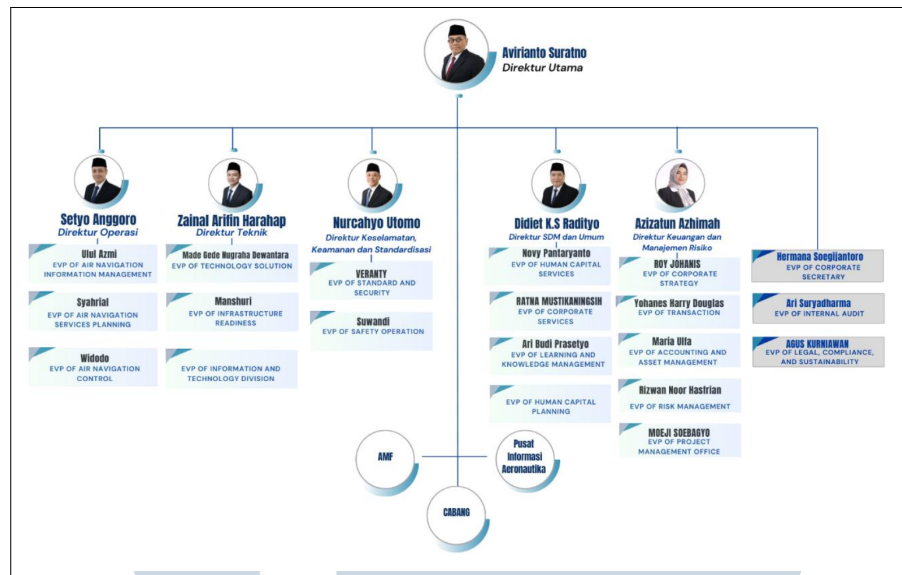 Avirianto Suratno
Direktur Utama
Setyo Anggoro
Direktur Operasi
Ulul Azmi
EVP OF AIR NAVIGATION
INFORMATION MANAGEMENT
Syahrial
EVP OF AIR NAVIGATION
SERVICES PLANNING
Widodo
EVP OF AIR NAVIGATION
CONTROL
Zainal Arifin Harahap
Direktur Teknik
Made Gede Nugraha Dewantara
EVP OF TECHNOLOGY SOLUTION
Manshuri
EVP OF INFRASTRUCTURE
READINESS
EVP OF INFORMATION AND
TECHNOLOGY DIVISION
Nurcahyo Utomo
Direktur Keselamatan,
Keamanan dan Standardisasi
VERANTY
EVP OF STANDARD AND
SECURITY
Suwandi
EVP OF SAFETY OPERATION
Didiet K.S Radityo
Direktur SDM dan Umum
Novy Pantaryanto
EVP OF HUMAN CAPITAL
SERVICES
RATNA MUSTIKANINGSIH
EVP OF CORPORATE
SERVICES
Ari Budi Prasetyo
EVP OF LEARNING AND
KNOWLEDGE MANAGEMENT
EVP OF HUMAN CAPITAL
PLANNING
Azizatun Azhimah
Direktur Keuangan dan
Manajemen Risiko
ROY JOHANIS
EVP OF CORPORATE
STRATEGY
Yohanes Harry Douglas
EVP OF TRANSACTION
Maria Ulfa
EVP OF ACCOUNTING AND
ASSET MANAGEMENT
Rizwan Noor Hasfrian
EVP OF RISK MANAGEMENT
MOEJI SOEBAGYO
EVP OF PROJECT
MANAGEMENT OFFICE
Hermana Soegijantoro
EVP OF CORPORATE
SECRETARY
Ari Suryadharma
EVP OF INTERNAL AUDIT
AGUS KURNIAWAN
EVP OF LEGAL, COMPLIANCE,
AND SUSTAINABILITY
AMF
Pusat
Informasi
Aeronautika
CABANG